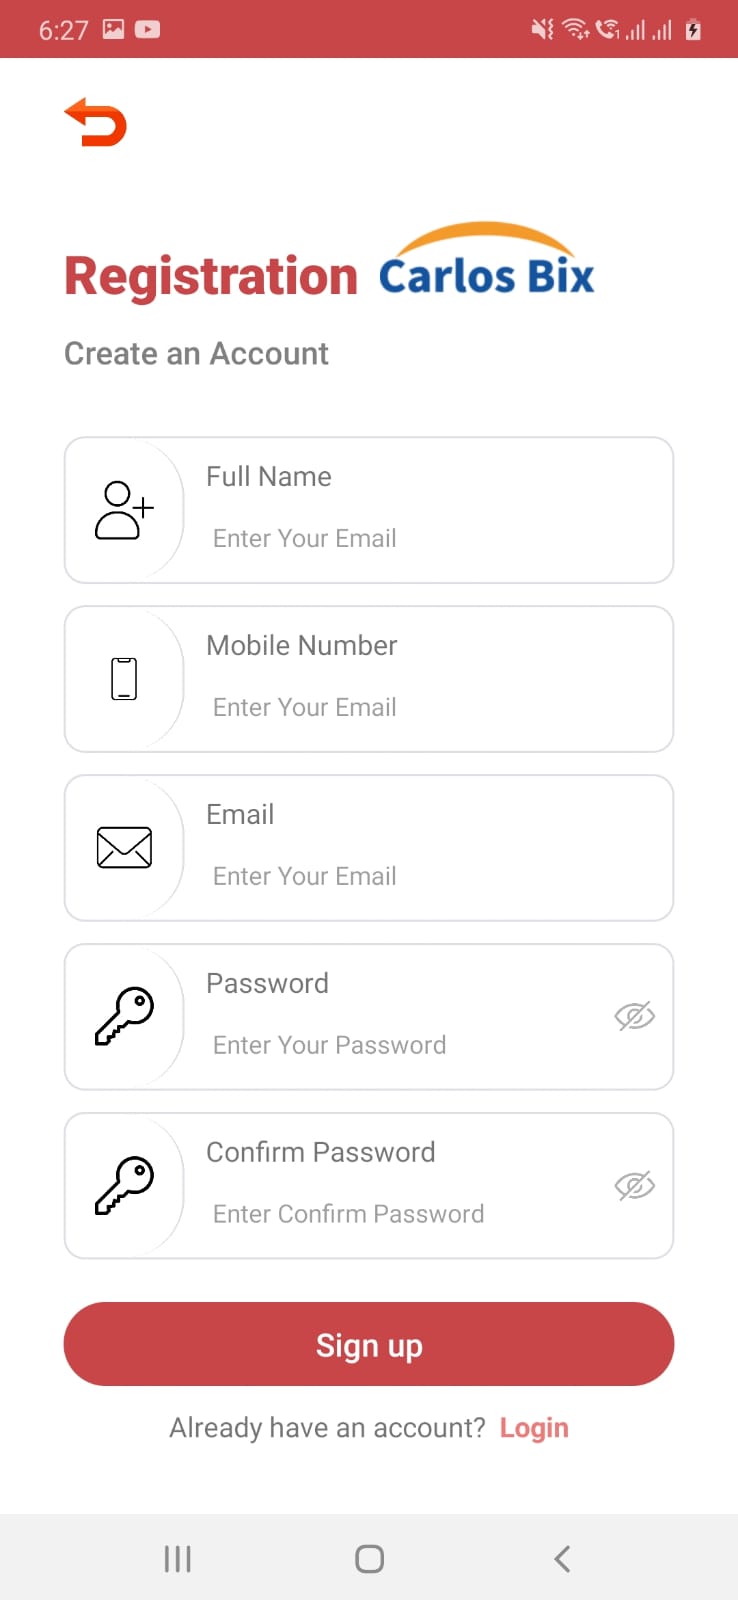 6:27
Registration Carlos Bix
Create an Account
Full Name
Enter Your Email
Mobile Number
Enter Your Email
Email
Enter Your Email
Password
Enter Your Password
Confirm Password
Enter Confirm Password
Sign up
Already have an account? Login